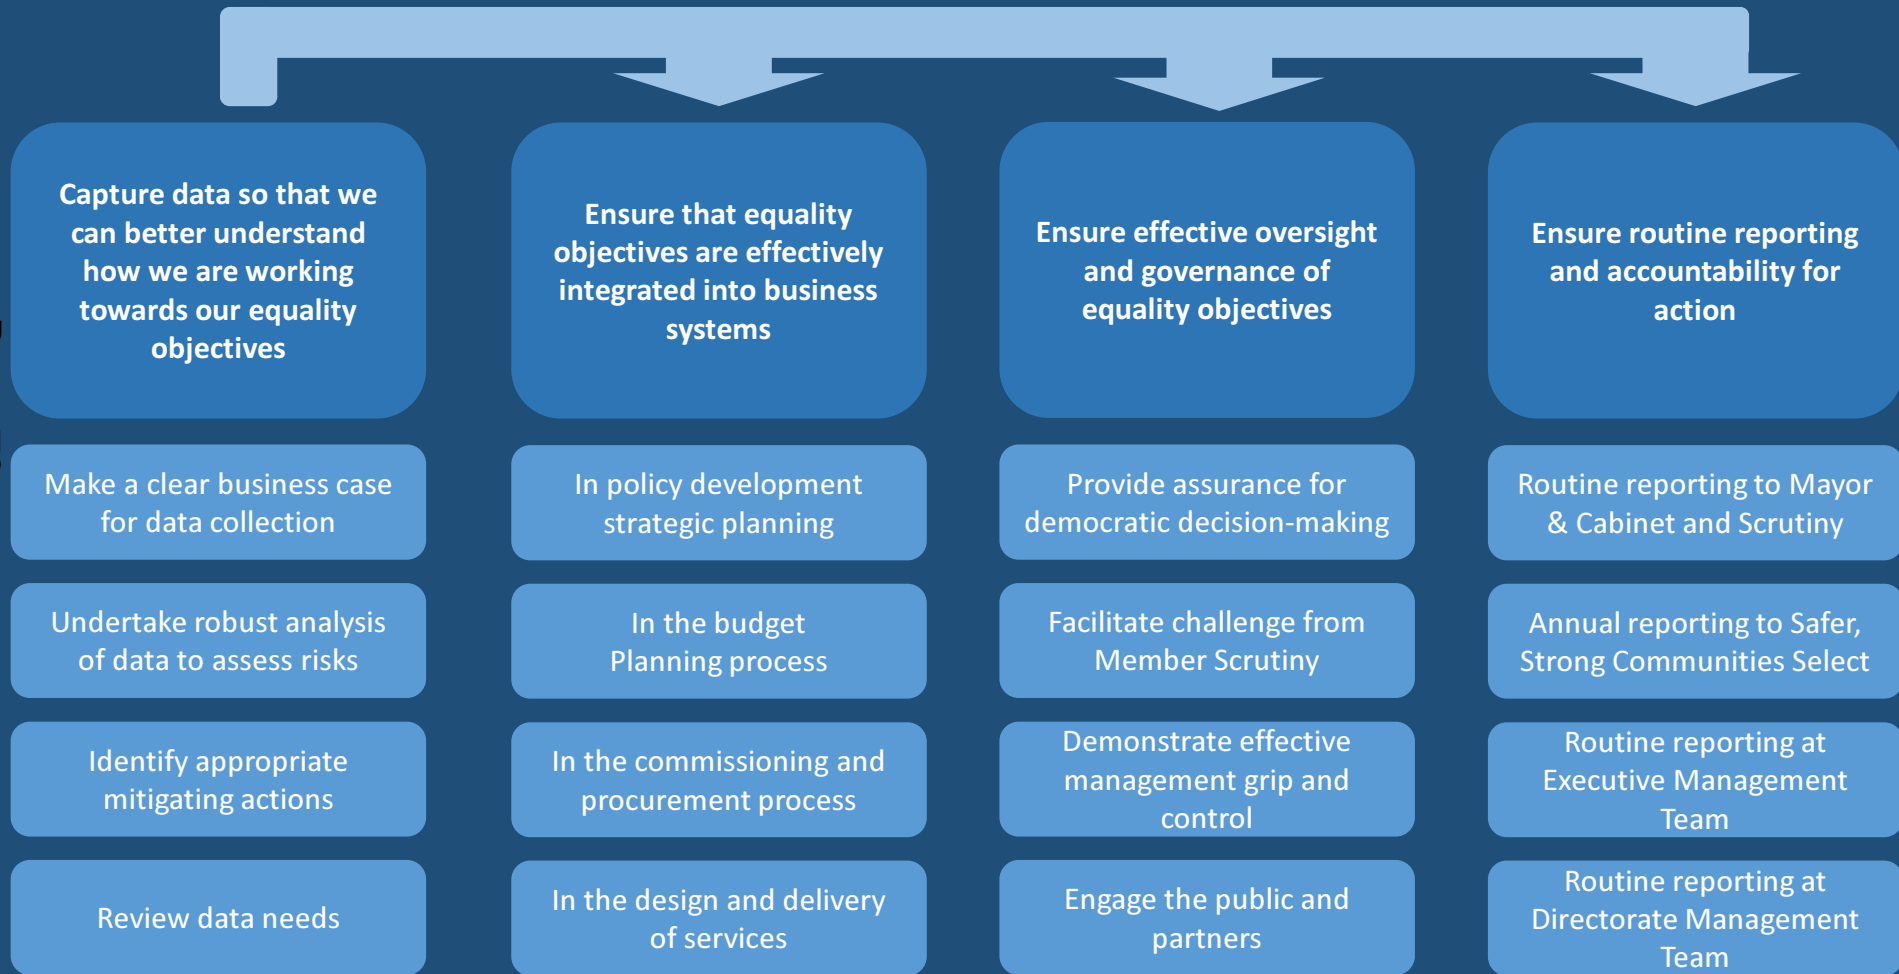 Capture data so that we
can better understand
how we are working
towards our equality
objectives
Make a clear business case
for data collection
Undertake robust analysis
of data to assess risks
Identify appropriate
mitigating actions
Review data needs
Ensure that equality
objectives are effectively
integrated into business
systems
In policy development
strategic planning
In the budget
Planning process
In the commissioning and
procurement process
In the design and delivery
of services
Ensure effective oversight
and governance of
equality objectives
Provide assurance for
democratic decision-making
Facilitate challenge from
Member Scrutiny
Demonstrate effective
management grip and
control
Engage the public and
partners
Ensure routine reporting
and accountability for
action
Routine reporting to Mayor
& Cabinet and Scrutiny
Annual reporting to Safer,
Strong Communities Select
Routine reporting at
Executive Management
Team
Routine reporting at
Directorate Management
Team